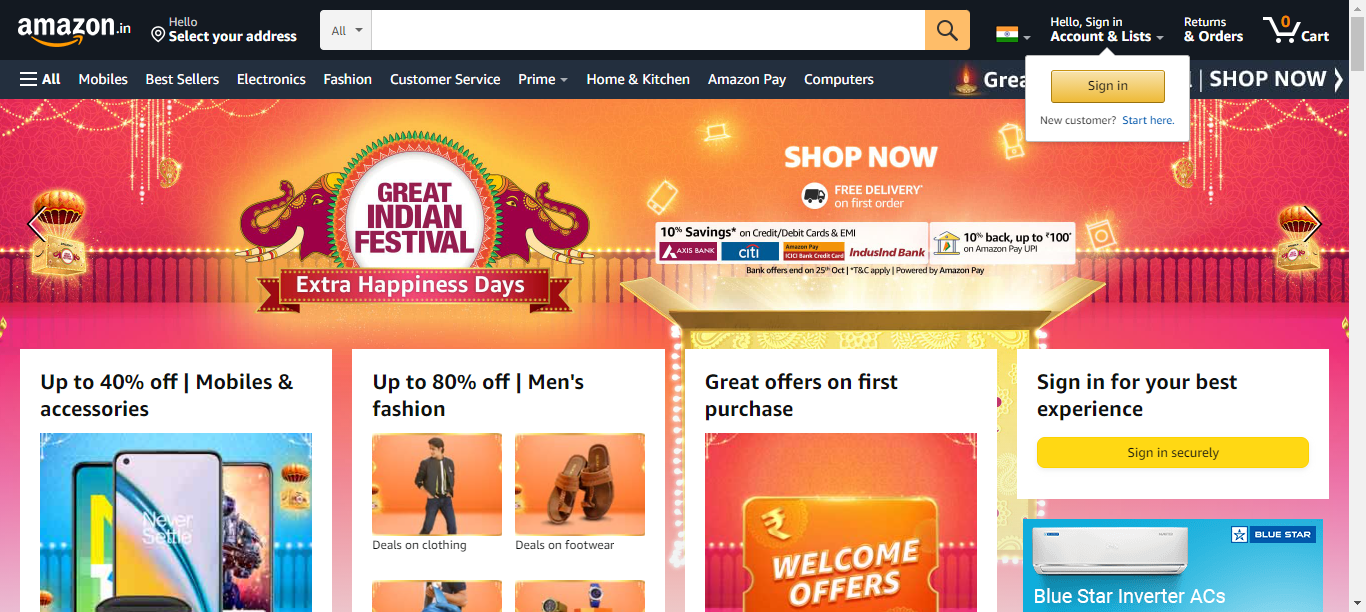 amazon.in
Hello
Select your address
All
Hello, Sign in
Account & Lists
Returns
& Orders
0
Cart
All
Mobiles
Best Sellers
Electronics
Fashion
Customer Service
Prime
Home & Kitchen
Amazon Pay
Computers
| SHOP NOW
Sign in
New customer? Start here.
GREAT
INDIAN
FESTIVAL
Extra Happiness Days
SHOP NOW
FREE DELIVERY*
on first order
10% Savings* on Credit/Debit Cards & EMI
AXIS BANK
citi
Amazon Pay
ICICI Bank Credit Card
IndusInd Bank
10% back, up to ₹100*
on Amazon Pay UPI
Bank offers end on 25th Oct | *T&C apply | Powered by Amazon Pay
Up to 40% off | Mobiles &
accessories
Never
Settle
Up to 80% off | Men's
fashion
Deals on clothing
Deals on footwear
Great offers on first
purchase
₹
WELCOME
OFFERS
Sign in for your best
experience
Sign in securely
BLUE STAR
Blue Star Inverter ACs